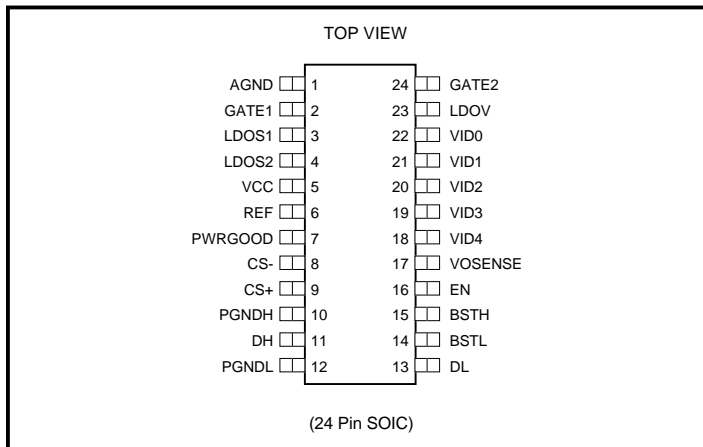 TOP VIEW
AGND 1 24 GATE2
GATE1 2 23 LDOV
LDOS1 3 22 VID0
LDOS2 4 21 VID1
VCC 5 20 VID2
REF 6 19 VID3
PWRGOOD 7 18 VID4
CS- 8 17 VOSENSE
CS+ 9 16 EN
PGNDH 10 15 BSTH
DH 11 14 BSTL
PGNDL 12 13 DL
(24 Pin SOIC)